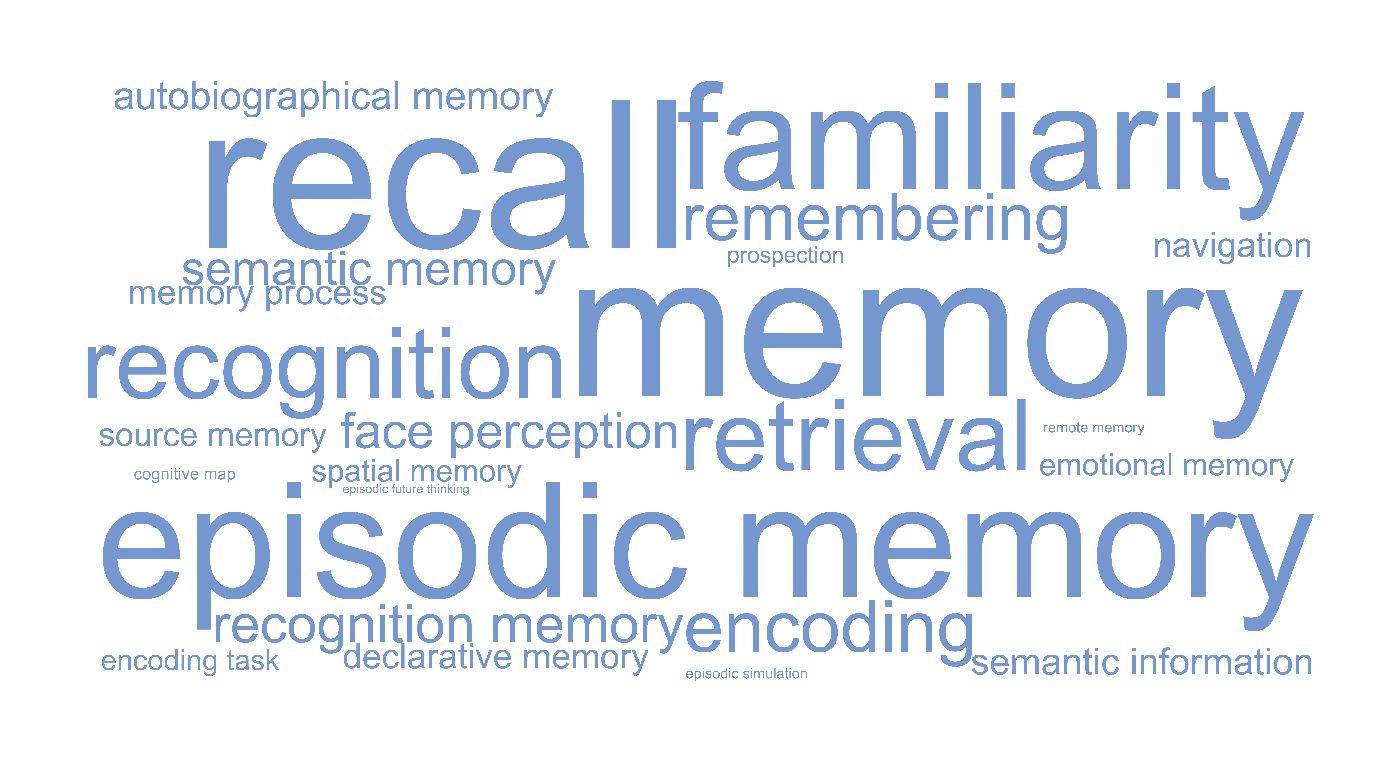 autobiographical memory
recall
familiarity
remembering
prospection
navigation
semantic memory
memory process
memory
recognition
source memory
face perception
retrieval
remote memory
emotional memory
cognitive map
spatial memory
episodic future thinking
episodic memory
recognition memory
encoding
encoding task
declarative memory
episodic simulation
semantic information